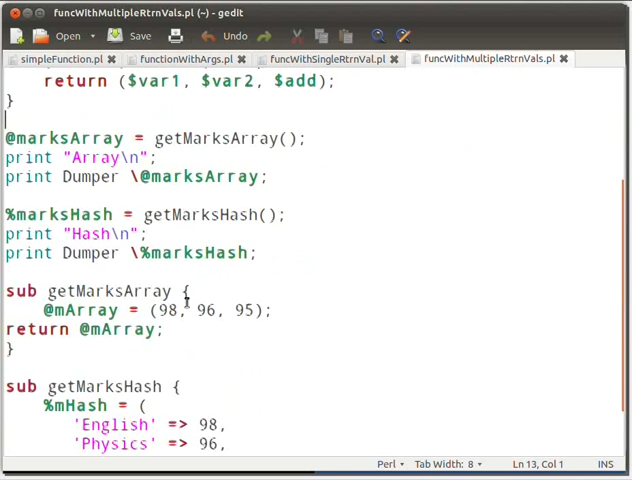 funcWithMultipleRtrnVals.pl (~) - gedit
Open Save Undo
simpleFunction.pl functionWithArgs.pl funcWithSingleRtrnVal.pl funcWithMultipleRtrnVals.pl
return ($var1, $var2, $add);
}
@marksArray = getMarksArray();
print "Array\n";
print Dumper \@marksArray;
%marksHash = getMarksHash();
print "Hash\n";
print Dumper \%marksHash;
sub getMarksArray {
@mArray = (98, 96, 95);
return @mArray;
}
sub getMarksHash {
%mHash = (
'English' => 98,
'Physics' => 96,
Perl Tab Width: 8 Ln 13, Col 1 INS